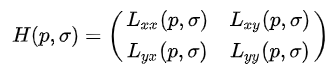 H(p, σ) = ( L_xx(p, σ) L_xy(p, σ)
L_yx(p, σ) L_yy(p, σ) )